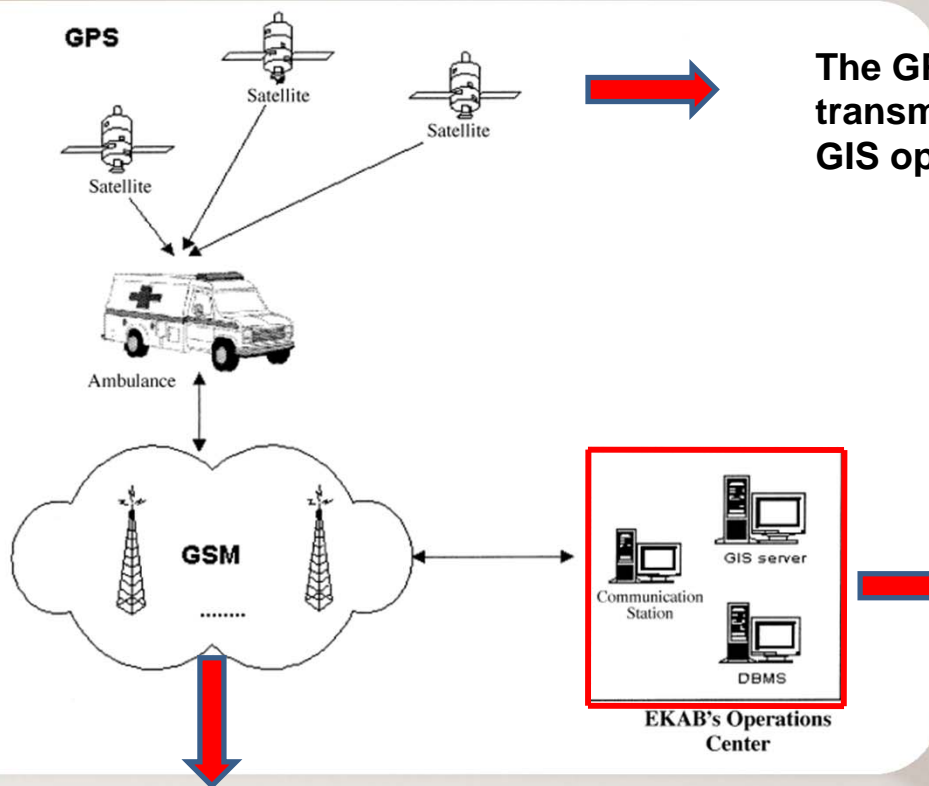 GPS
Satellite
Satellite
Satellite
The
transm
GIS op
Ambulance
GSM
........
GIS server
Communication
Station
DBMS
EKAB's Operations
Center